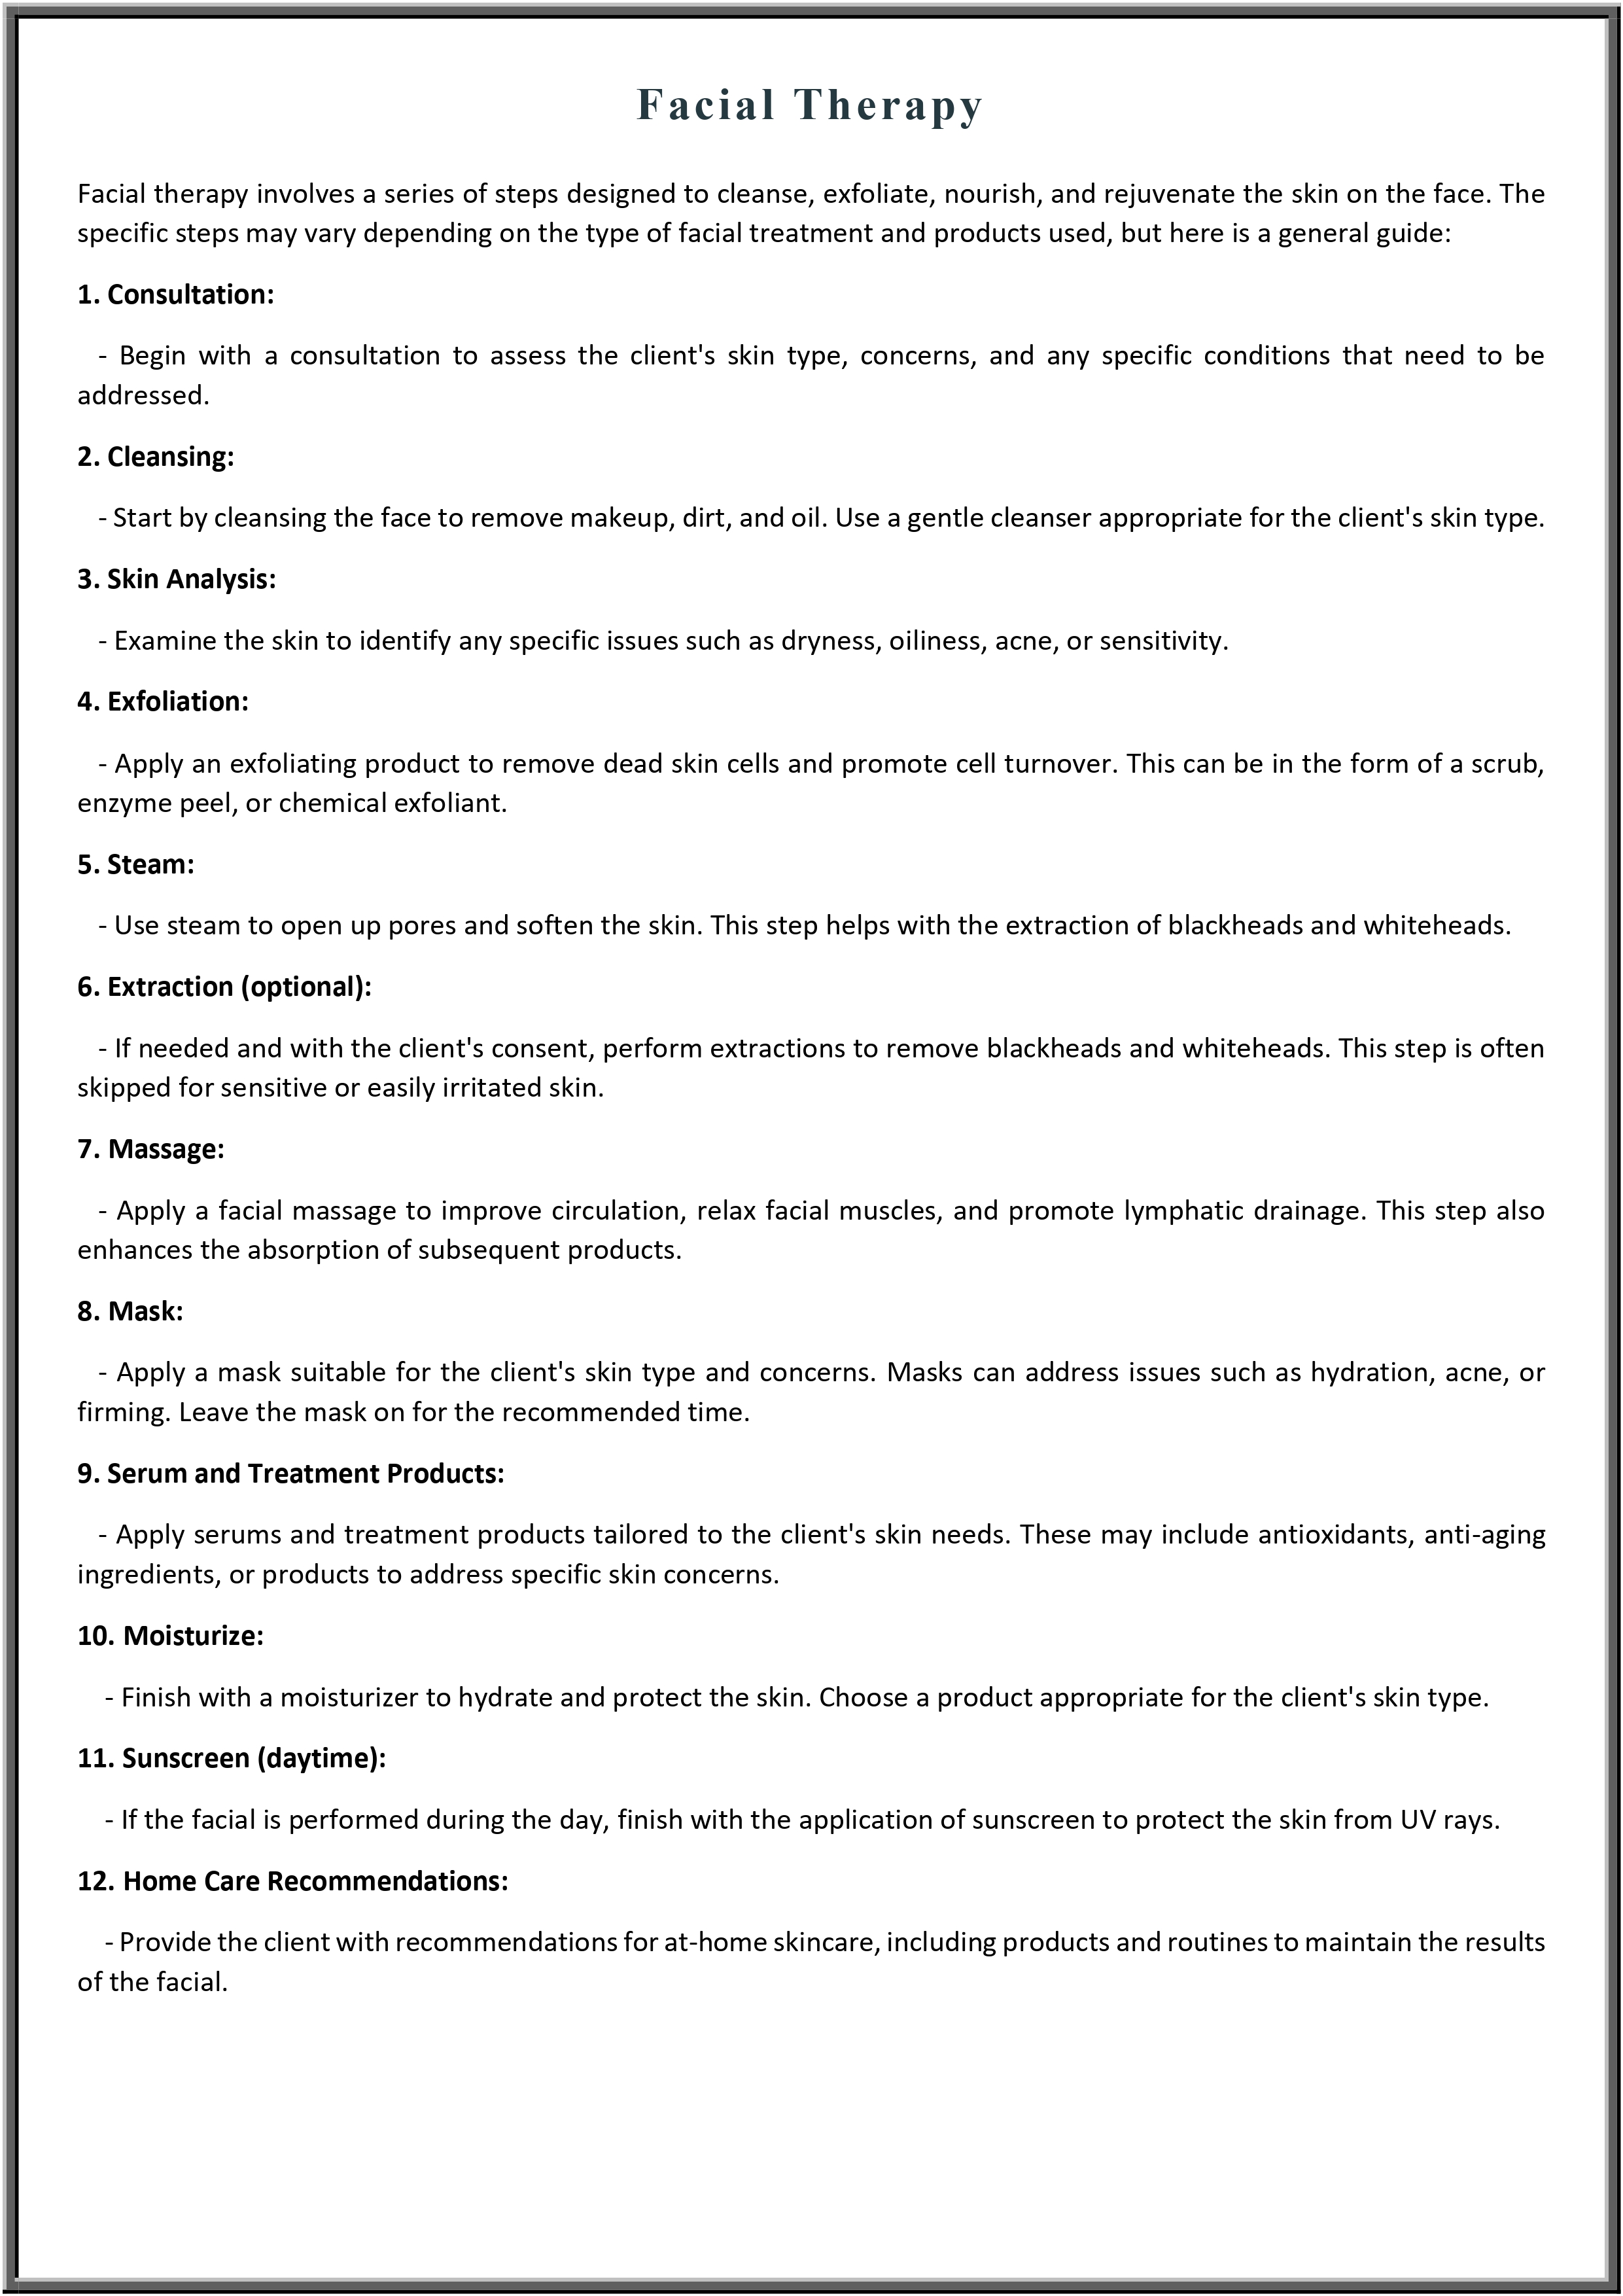 Facial Therapy
Facial therapy involves a series of steps designed to cleanse, exfoliate, nourish, and rejuvenate the skin on the face. The
specific steps may vary depending on the type of facial treatment and products used, but here is a general guide:
1. Consultation:
- Begin with a consultation to assess the client's skin type, concerns, and any specific conditions that need to be
addressed.
2. Cleansing:
- Start by cleansing the face to remove makeup, dirt, and oil. Use a gentle cleanser appropriate for the client's skin type.
3. Skin Analysis:
- Examine the skin to identify any specific issues such as dryness, oiliness, acne, or sensitivity.
4. Exfoliation:
- Apply an exfoliating product to remove dead skin cells and promote cell turnover. This can be in the form of a scrub,
enzyme peel, or chemical exfoliant.
5. Steam:
- Use steam to open up pores and soften the skin. This step helps with the extraction of blackheads and whiteheads.
6. Extraction (optional):
- If needed and with the client's consent, perform extractions to remove blackheads and whiteheads. This step is often
skipped for sensitive or easily irritated skin.
7. Massage:
- Apply a facial massage to improve circulation, relax facial muscles, and promote lymphatic drainage. This step also
enhances the absorption of subsequent products.
8. Mask:
- Apply a mask suitable for the client's skin type and concerns. Masks can address issues such as hydration, acne, or
firming. Leave the mask on for the recommended time.
9. Serum and Treatment Products:
- Apply serums and treatment products tailored to the client's skin needs. These may include antioxidants, anti-aging
ingredients, or products to address specific skin concerns.
10. Moisturize:
- Finish with a moisturizer to hydrate and protect the skin. Choose a product appropriate for the client's skin type.
11. Sunscreen (daytime):
- If the facial is performed during the day, finish with the application of sunscreen to protect the skin from UV rays.
12. Home Care Recommendations:
- Provide the client with recommendations for at-home skincare, including products and routines to maintain the results
of the facial.